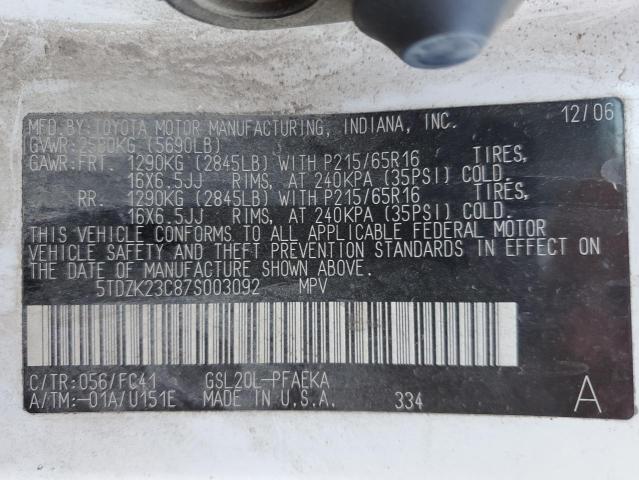 MFD.BY:TOYOTA MOTOR MANUFACTURING, INDIANA, INC. 12/06
GVWR:2580KG (5690LB)
GAWR:FRT. 1290KG (2845LB) WITH P215/65R16 TIRES,
16X6.5JJ RIMS, AT 240KPA (35PSI) COLD.
RR. 1290KG (2845LB) WITH P215/65R16 TIRES,
16X6.5JJ RIMS, AT 240KPA (35PSI) COLD.
THIS VEHICLE CONFORMS TO ALL APPLICABLE FEDERAL MOTOR
VEHICLE SAFETY AND THEFT PREVENTION STANDARDS IN EFFECT ON
THE DATE OF MANUFACTURE SHOWN ABOVE.
5TDZK23C87S003092 MPV
C/TR:056/FC41 GSL20L-PFAEKA
A/TM:-01A/U151E MADE IN U.S.A. 334 A